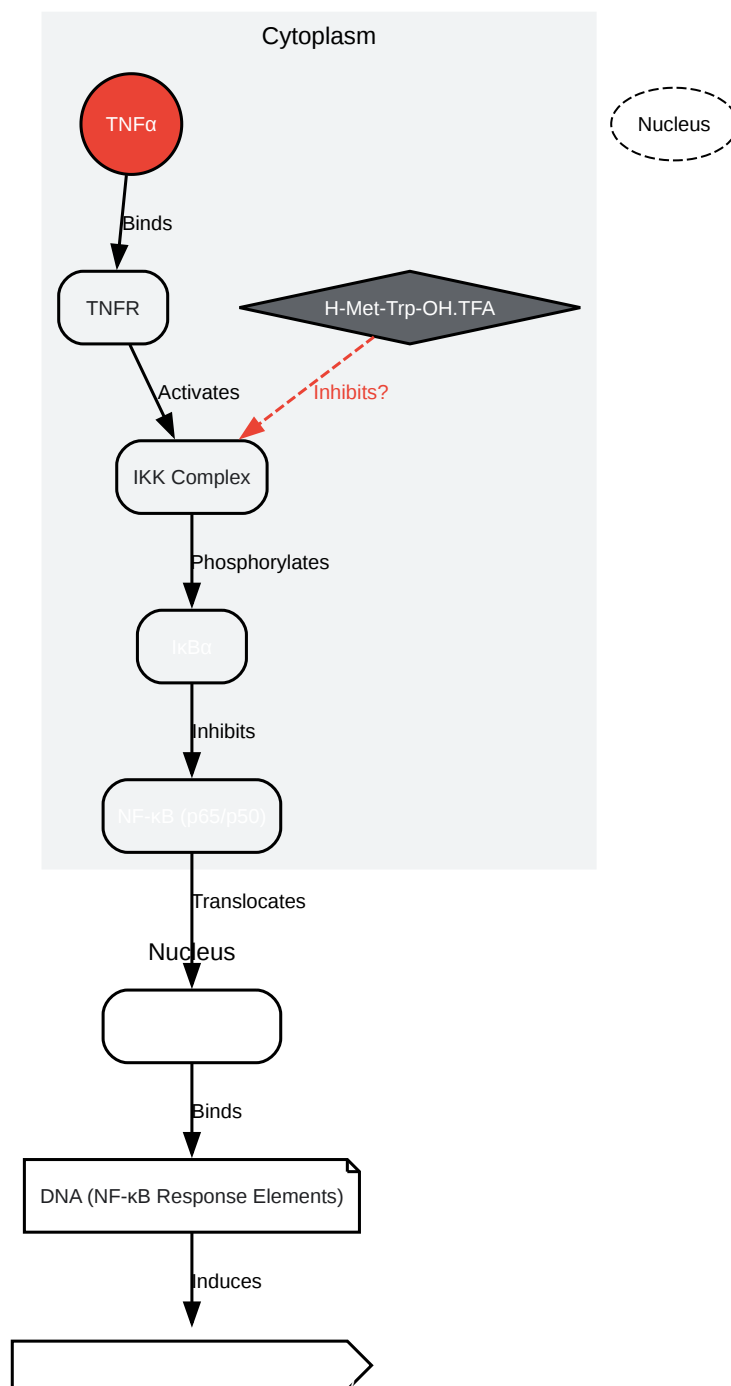 Cytoplasm
TNFα
Nucleus
Binds
TNFR
H-Met-Trp-OH.TFA
Activates
Inhibits?
IKK Complex
Phosphorylates
IκBα
Inhibits
NF-κB (p65/p50)
Translocates
Nucleus
Binds
DNA (NF-κB Response Elements)
Induces